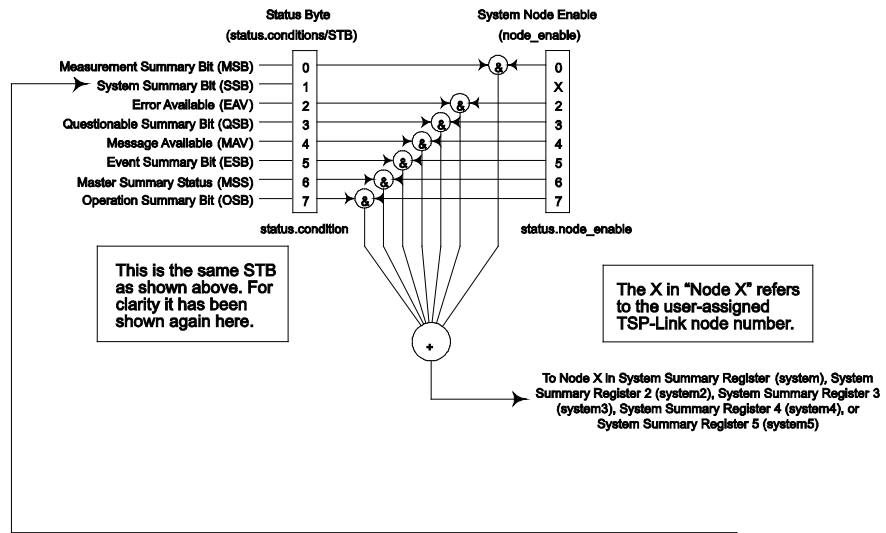 Status Byte
(status.conditions/STB)
System Node Enable
(node_enable)
Measurement Summary Bit (MSB)
System Summary Bit (SSB)
Error Available (EAV)
Questionable Summary Bit (QSB)
Message Available (MAV)
Event Summary Bit (ESB)
Master Summary Status (MSS)
Operation Summary Bit (OSB)
0
1
2
3
4
5
6
7
&
&
&
&
&
&
&
0
X
2
3
4
5
6
7
status.condition
status.node_enable
This is the same STB
as shown above. For
clarity it has been
shown again here.
The X in “Node X” refers
to the user-assigned
TSP-Link node number.
+
To Node X in System Summary Register (system), System
Summary Register 2 (system2), System Summary Register 3
(system3), System Summary Register 4 (system4), or
System Summary Register 5 (system5)